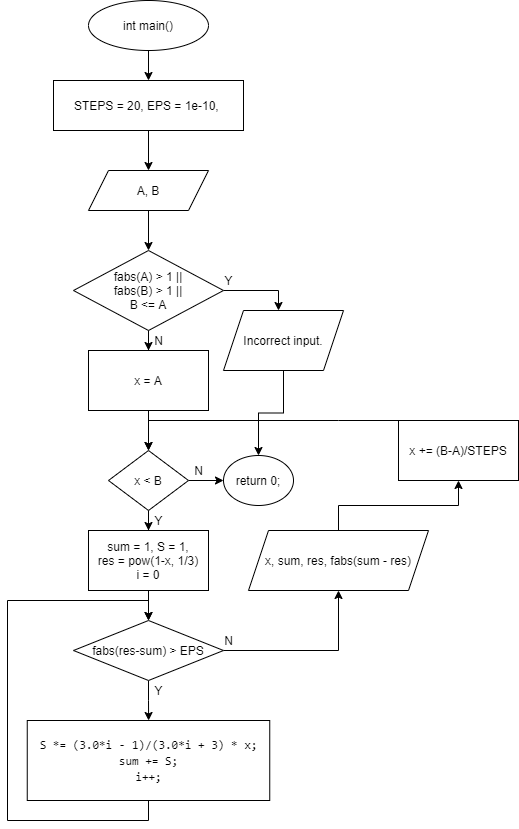 int main()
STEPS = 20, EPS = 1e-10,
A, B
fabs(A) > 1 ||
fabs(B) > 1 ||
B <= A
Y
N
Incorrect input.
x = A
x < B
N
return 0;
x += (B-A)/STEPS
Y
sum = 1, S = 1,
res = pow(1-x, 1/3)
i = 0
x, sum, res, fabs(sum - res)
fabs(res-sum) > EPS
N
Y
S *= (3.0*i - 1)/(3.0*i + 3) * x;
sum += S;
i++;